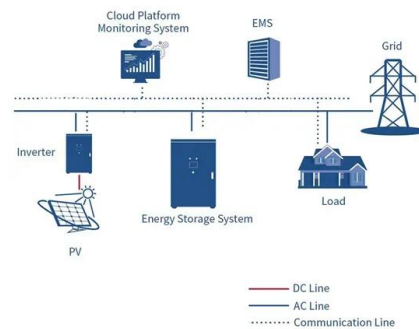 Cloud Platform
Monitoring System
EMS
Grid
Inverter
Energy Storage System
Load
PV
DC Line
AC Line
Communication Line